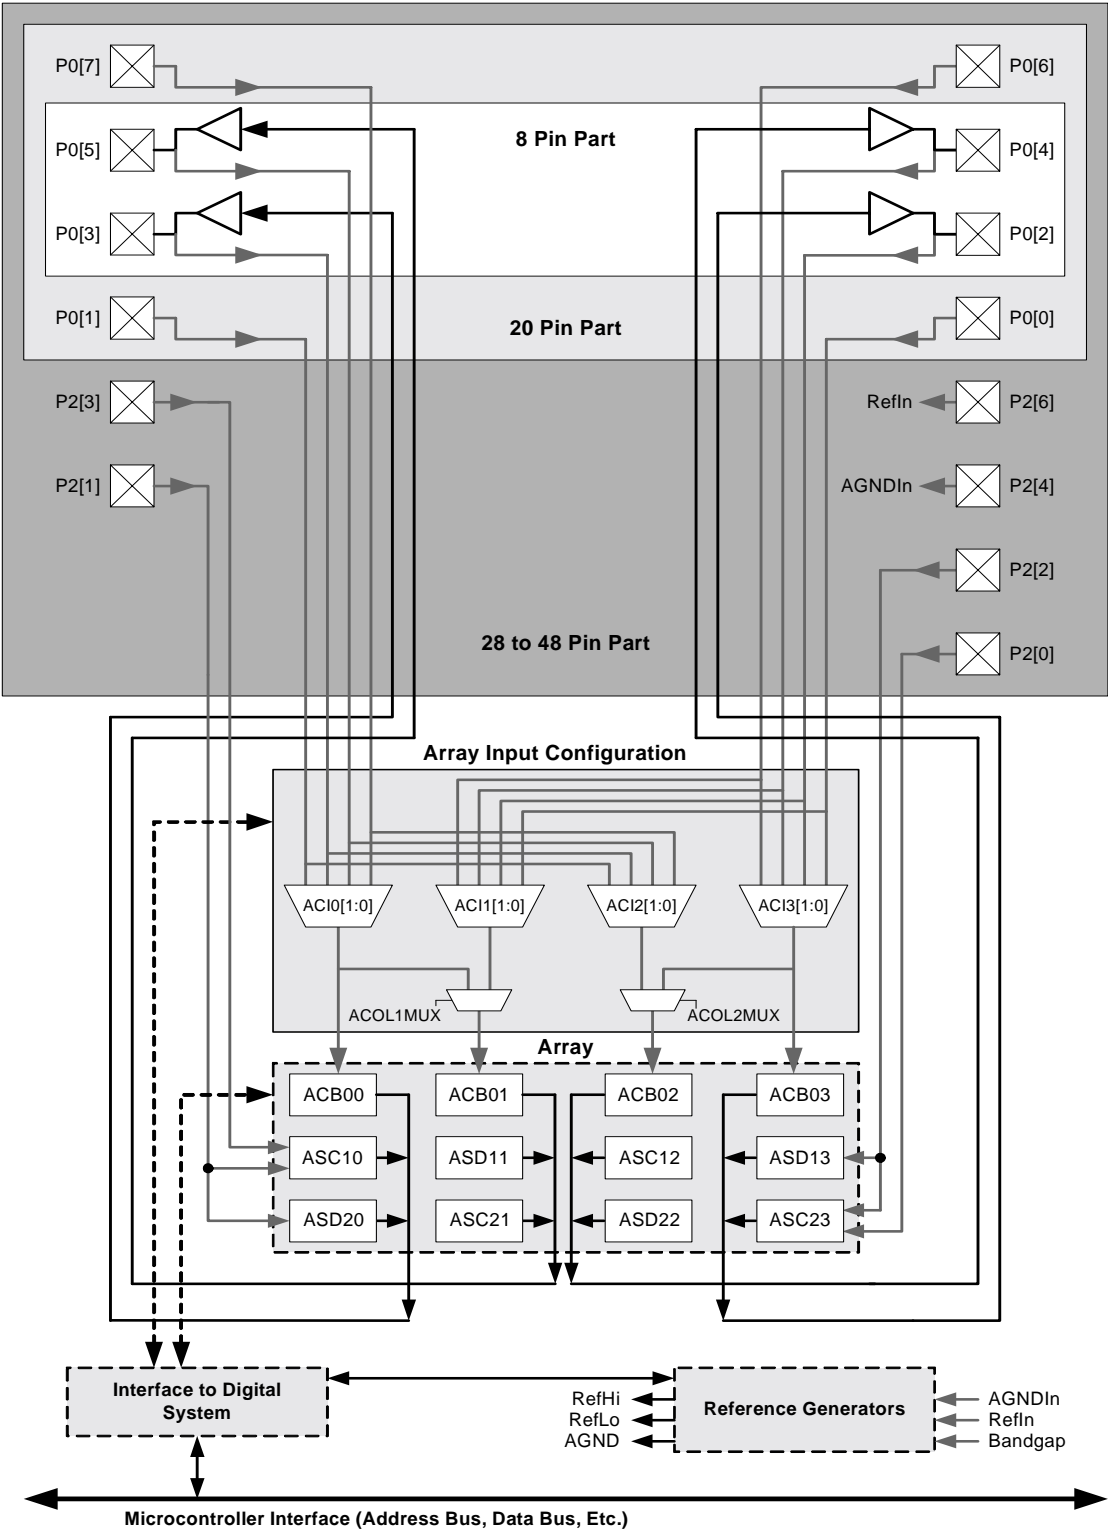 P0[7]
P0[6]
8 Pin Part
P0[5]
P0[4]
P0[3]
P0[2]
P0[1]
20 Pin Part
P0[0]
P2[3]
RefIn
P2[6]
P2[1]
AGNDIn
P2[4]
P2[2]
28 to 48 Pin Part
P2[0]
Array Input Configuration
ACI0[1:0]
ACI1[1:0]
ACI2[1:0]
ACI3[1:0]
ACOL1MUX
ACOL2MUX
Array
ACB00
ACB01
ACB02
ACB03
ASC10
ASD11
ASC12
ASD13
ASD20
ASC21
ASD22
ASC23
Interface to Digital
System
RefHi
RefLo
AGND
Reference Generators
AGNDIn
RefIn
Bandgap
Microcontroller Interface (Address Bus, Data Bus, Etc.)